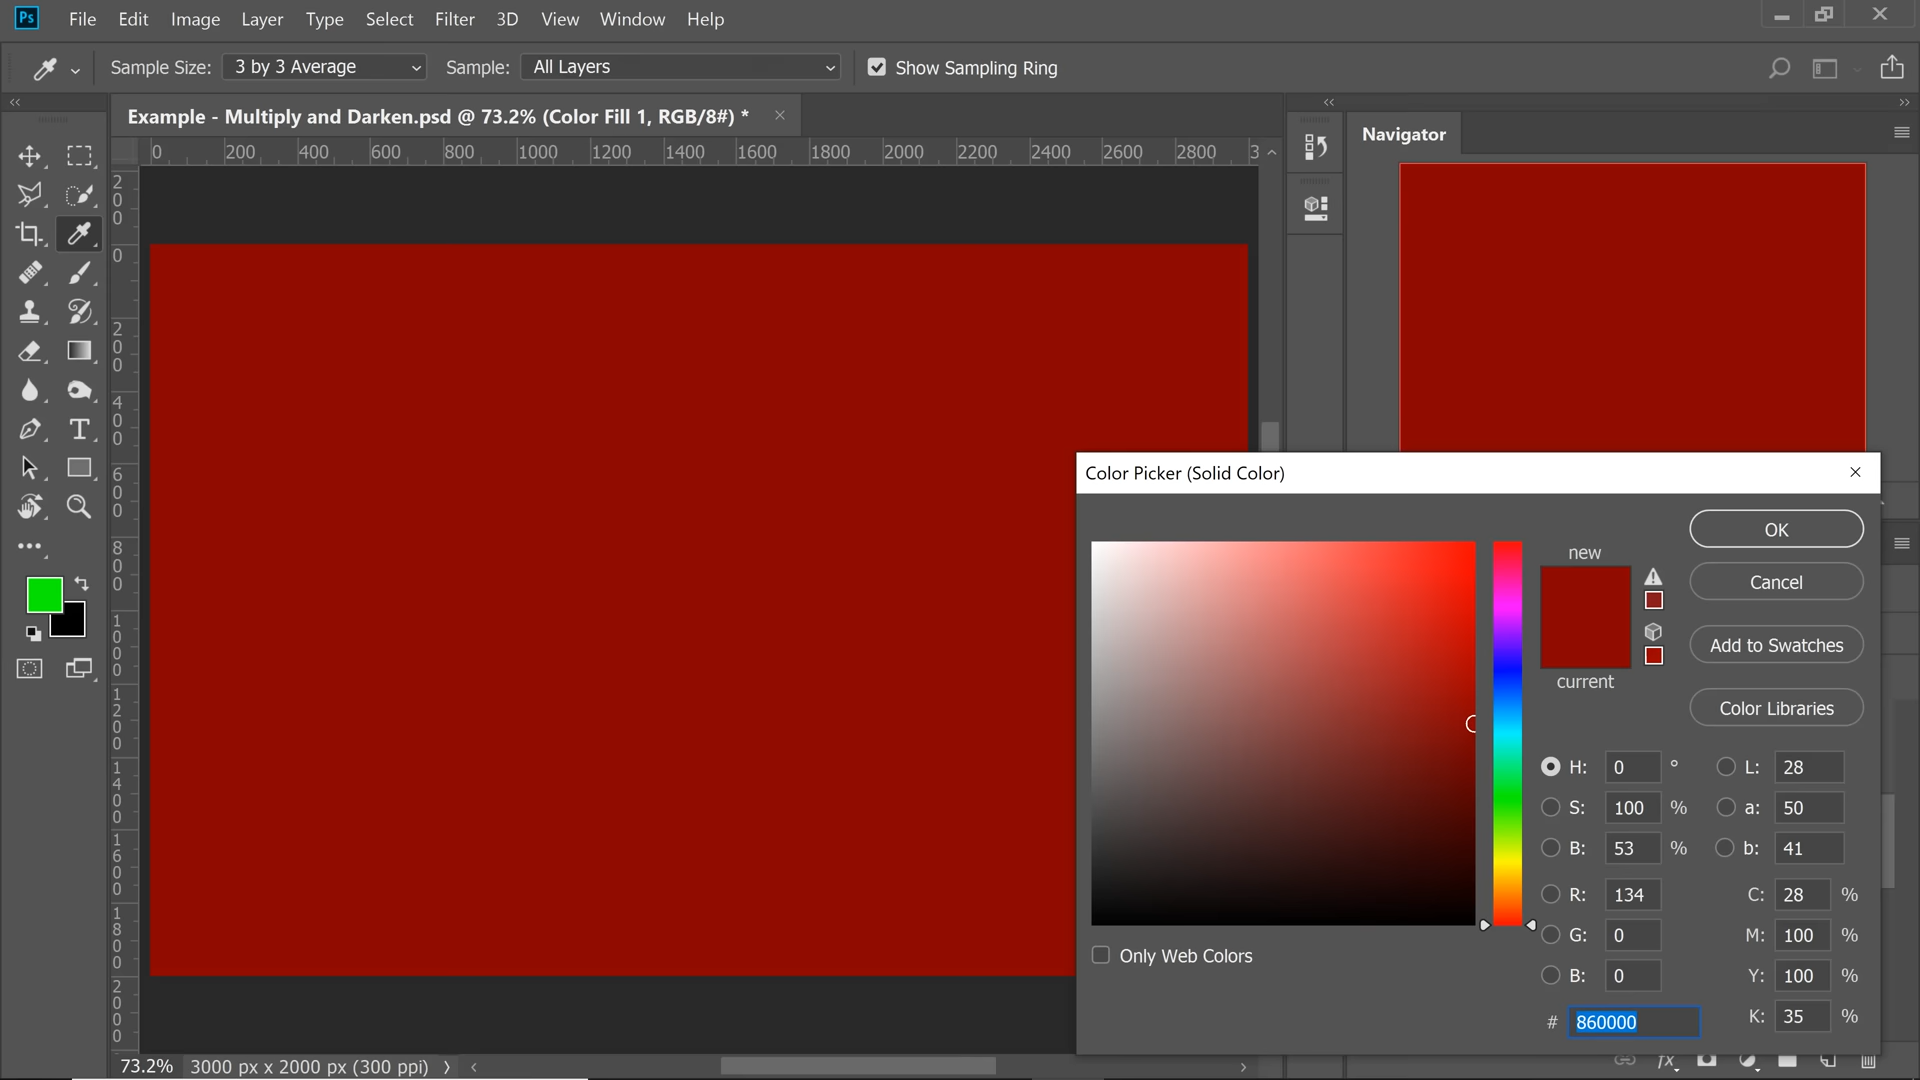 Ps File Edit Image Layer Type Select Filter 3D View Window Help
Sample Size: 3 by 3 Average Sample: All Layers Show Sampling Ring
Example - Multiply and Darken.psd @ 73.2% (Color Fill 1, RGB/8#) *
Navigator
0 200 400 600 800 1000 1200 1400 1600 1800 2000 2200 2400 2600 2800 3
200
0
200
400
600
800
1000
1200
1400
1600
1800
2000
T
Color Picker (Solid Color)
OK
new
Cancel
Add to Swatches
current
Color Libraries
H: 0 ° L: 28
S: 100 % a: 50
B: 53 % b: 41
R: 134 C: 28 %
G: 0 M: 100 %
Only Web Colors
B: 0 Y: 100 %
# 860000 K: 35 %
73.2% 3000 px x 2000 px (300 ppi)
fx